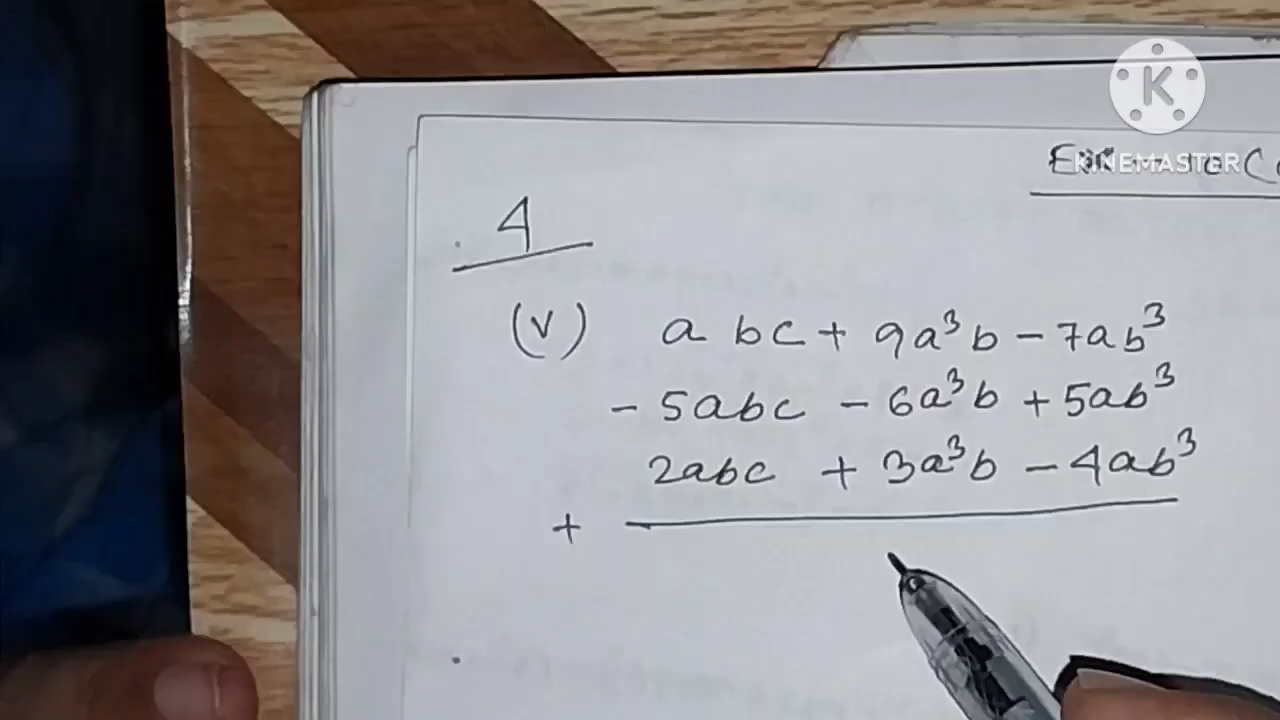 K
KINEMASTER
4
(v) abc + 9a³b - 7ab³
- 5abc - 6a³b + 5ab³
2abc + 3a³b - 4ab³
+